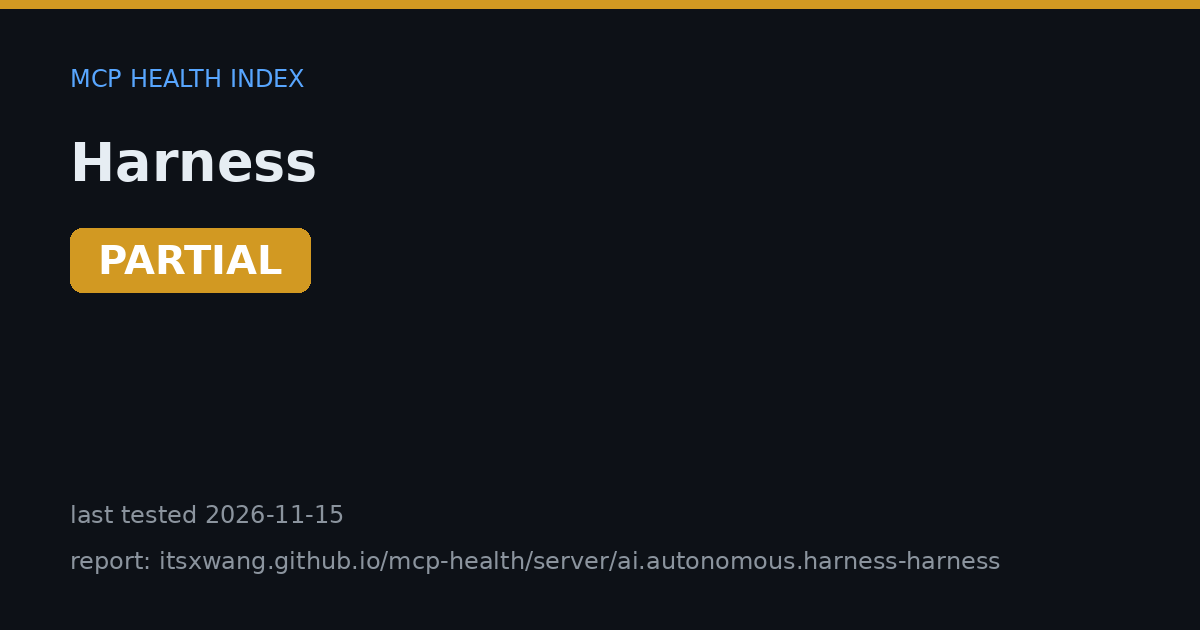 MCP HEALTH INDEX
Harness
PARTIAL
last tested 2026-11-15
report: itsxwang.github.io/mcp-health/server/ai.autonomous.harness-harness